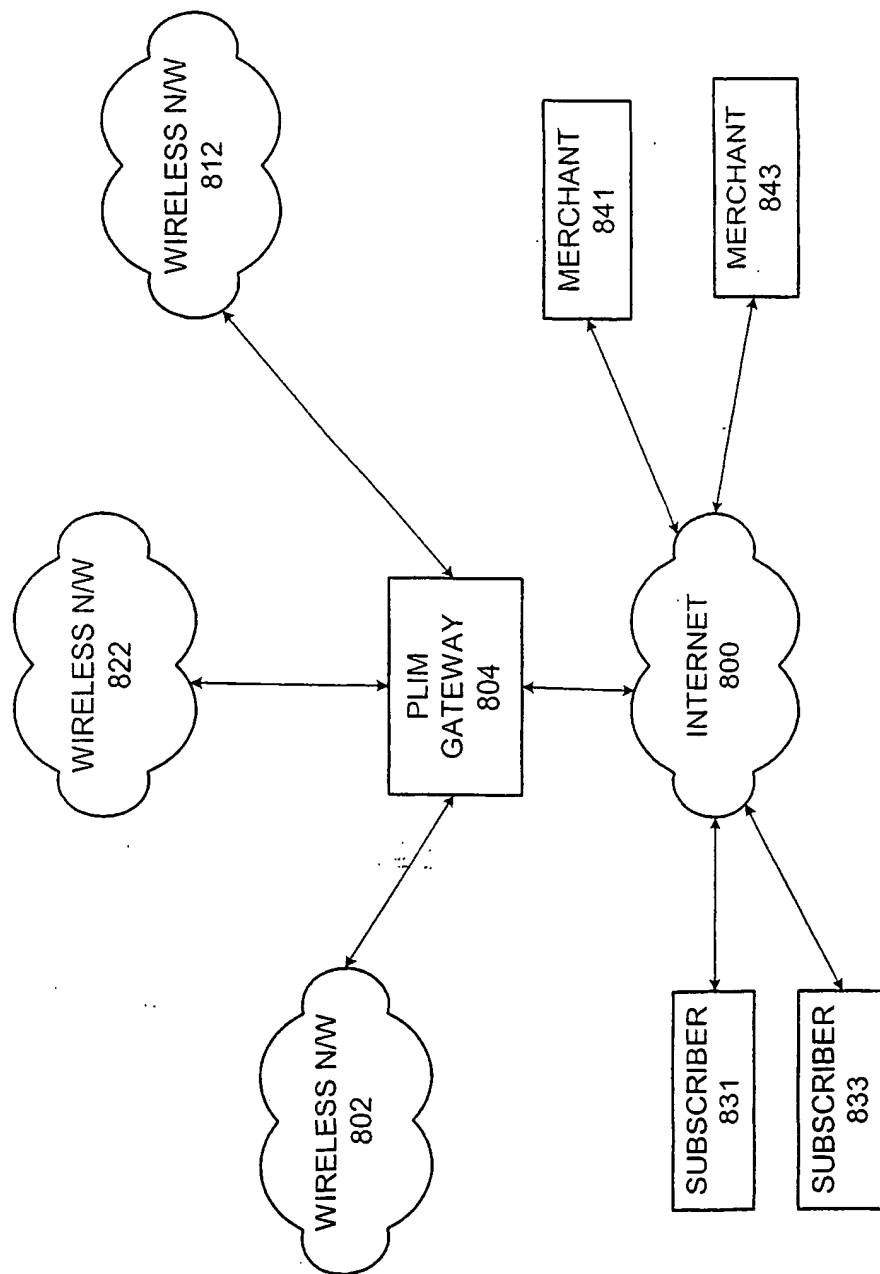 WIRELESS N/W
822
WIRELESS N/W
802
WIRELESS N/W
812
PLIM
GATEWAY
804
INTERNET
800
SUBSCRIBER
831
SUBSCRIBER
833
MERCHANT
841
MERCHANT
843